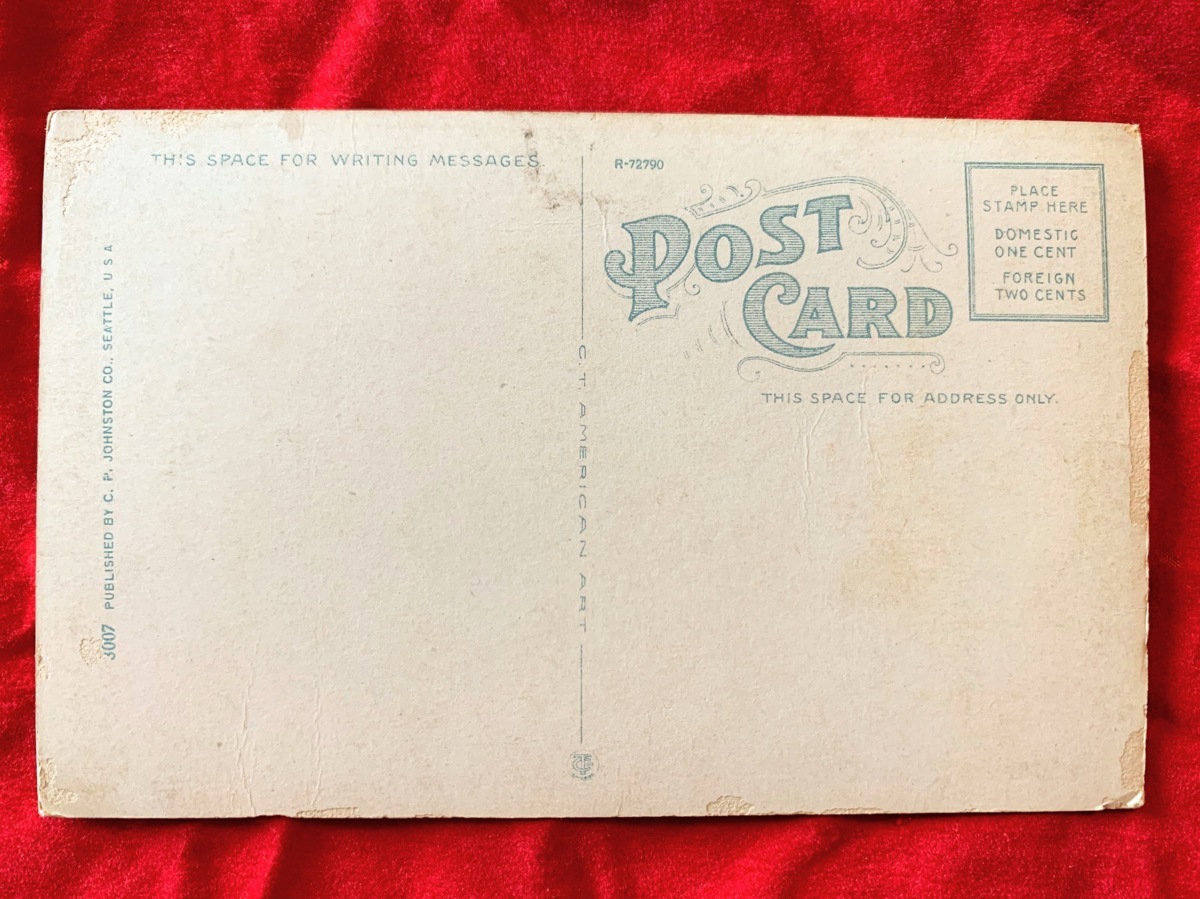 THIS SPACE FOR WRITING MESSAGES.
3007 PUBLISHED BY C. P. JOHNSTON CO., SEATTLE, U S A
C. T. AMERICAN ART
R-72790
POST
CARD
PLACE
STAMP HERE
DOMESTIC
ONE CENT
FOREIGN
TWO CENTS
THIS SPACE FOR ADDRESS ONLY.